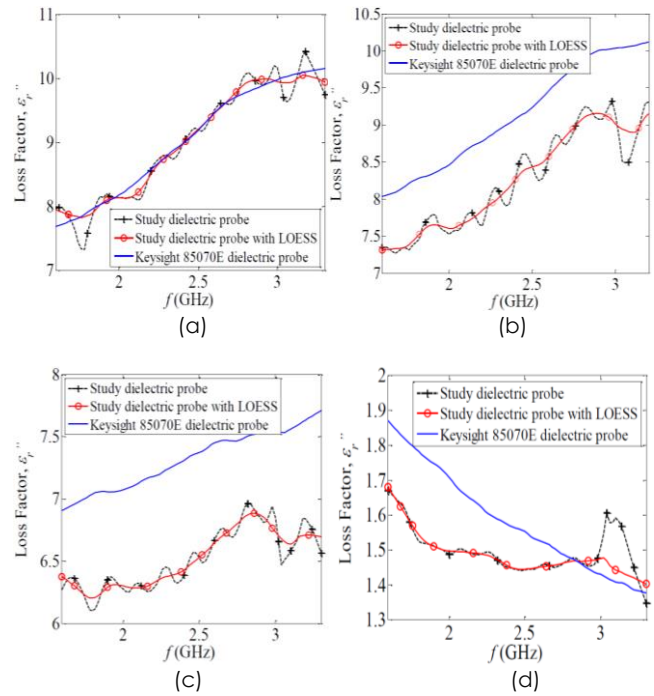 11
10
9
8
7
Loss Factor, εr''
Study dielectric probe
Study dielectric probe with LOESS
Keysight 85070E dielectric probe
2
2.5
3
f (GHz)
(a)
10.5
10
9.5
9
8.5
8
7.5
7
Loss Factor, εr''
Study dielectric probe
Study dielectric probe with LOESS
Keysight 85070E dielectric probe
2
2.5
3
f (GHz)
(b)
8
7.5
7
6.5
6
Loss Factor, εr''
Study dielectric probe
Study dielectric probe with LOESS
Keysight 85070E dielectric probe
2
2.5
3
f (GHz)
(c)
2
1.9
1.8
1.7
1.6
1.5
1.4
1.3
Loss Factor, εr''
Study dielectric probe
Study dielectric probe with LOESS
Keysight 85070E dielectric probe
2
2.5
3
f (GHz)
(d)